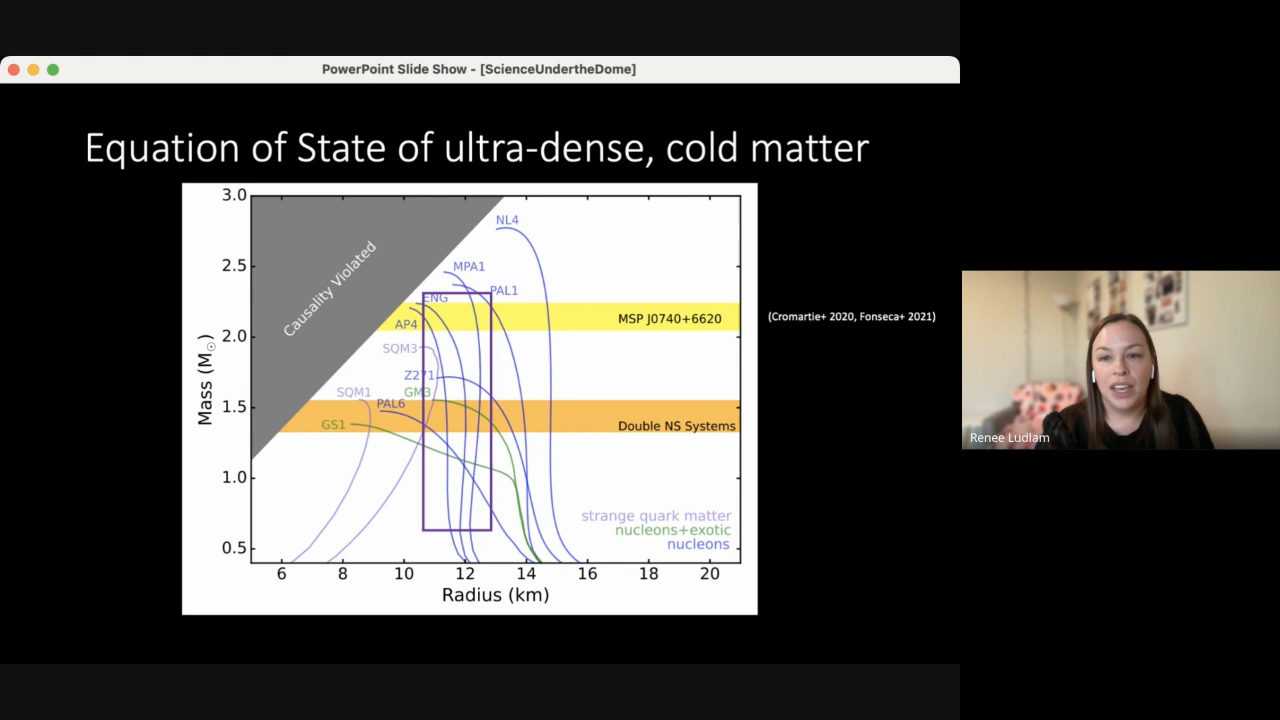 PowerPoint Slide Show - [ScienceUndertheDome]
Equation of State of ultra-dense, cold matter
3.0
2.5
2.0
1.5
1.0
0.5
Mass (M☉)
Causality Violated
NL4
MPA1
PAL1
ENG
AP4
MSP J0740+6620
(Cromartie+ 2020, Fonseca+ 2021)
SQM3
Z271
SQM1
GM3
PAL6
GS1
Double NS Systems
strange quark matter
nucleons+exotic
nucleons
6 8 10 12 14 16 18 20
Radius (km)
Renee Ludlam